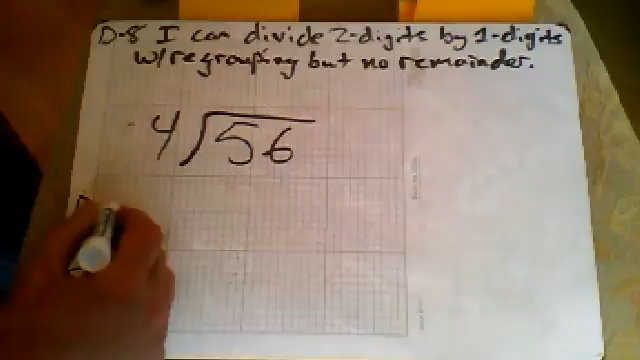 D-8 I can divide 2-digits by 1-digits
w/regrouping but no remainder.
4⟌56